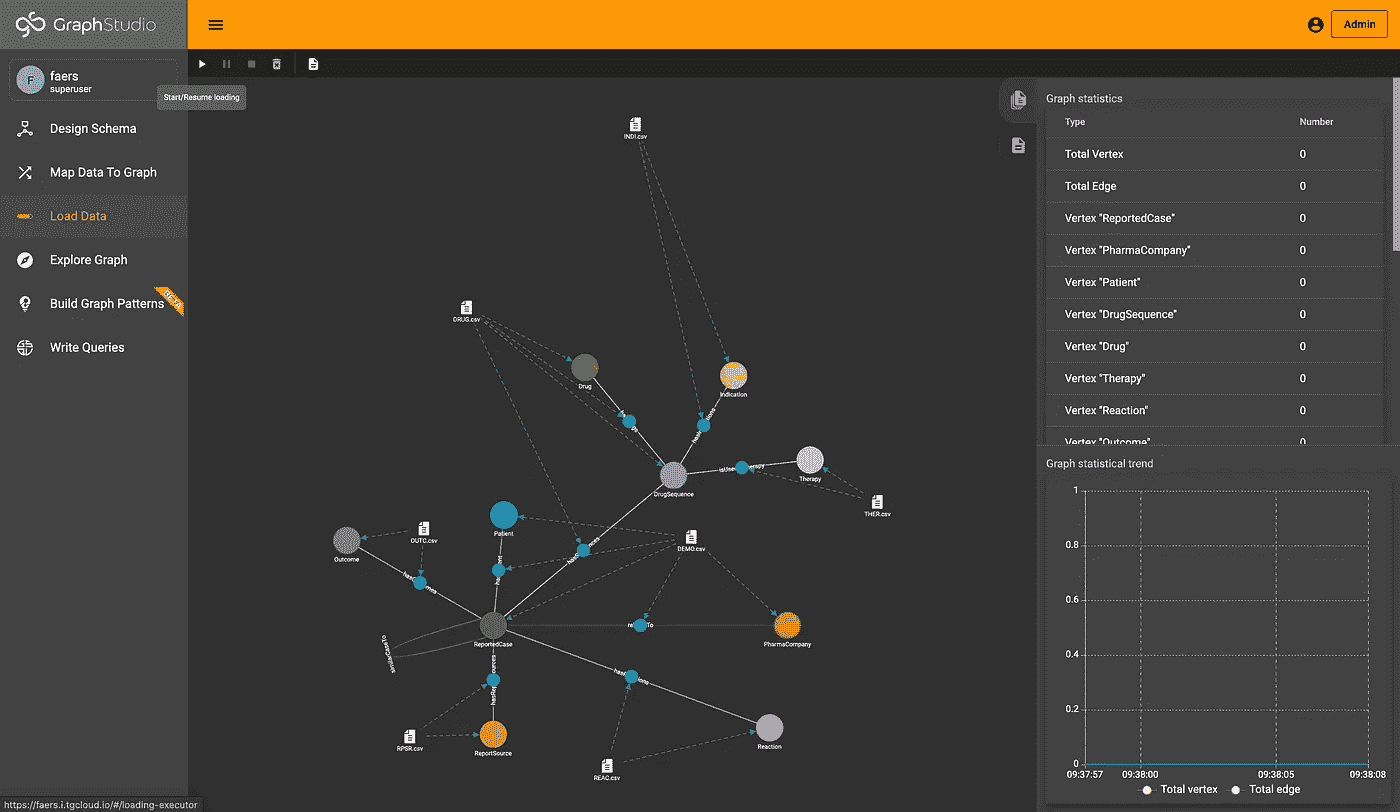 GraphStudio
Admin
F
faers
superuser
Start/Resume loading
Design Schema
Map Data To Graph
Load Data
Explore Graph
Build Graph Patterns
BETA
Write Queries
INDI.csv
DRUG.csv
Drug
Indication
DrugSequence
Therapy
THER.csv
Patient
OUTC.csv
Outcome
DEMO.csv
ReportedCase
PharmaCompany
similarCaseTo
RPSR.csv
ReportSource
REAC.csv
Reaction
Graph statistics
Type Number
Total Vertex 0
Total Edge 0
Vertex "ReportedCase" 0
Vertex "PharmaCompany" 0
Vertex "Patient" 0
Vertex "DrugSequence" 0
Vertex "Drug" 0
Vertex "Therapy" 0
Vertex "Reaction" 0
Vertex "Outcome" 0
Graph statistical trend
1
0.8
0.6
0.4
0.2
0
09:37:57 09:38:00 09:38:05 09:38:08
Total vertex Total edge
https://faers.i.tgcloud.io/#/loading-executor